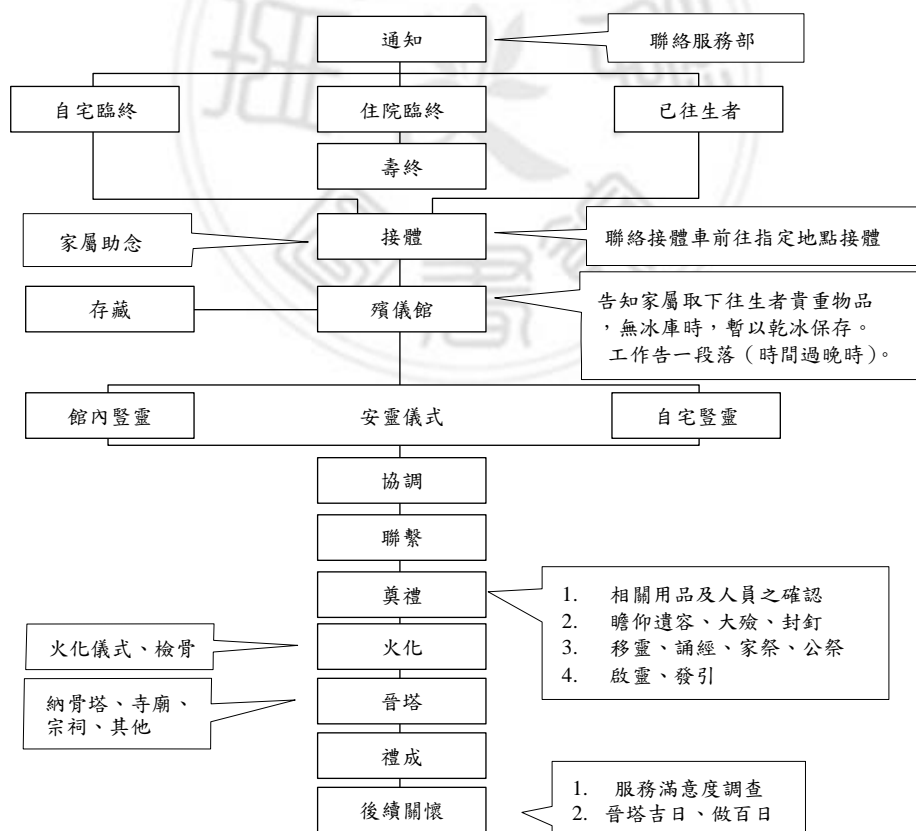 通知
聯絡服務部
自宅臨終
住院臨終
已往生者
壽終
家屬助念
接體
聯絡接體車前往指定地點接體
存藏
殯儀館
告知家屬取下往生者貴重物品
，無冰庫時，暫以乾冰保存。
工作告一段落（時間過晚時）。
館內豎靈
安靈儀式
自宅豎靈
協調
聯繫
奠禮
1. 相關用品及人員之確認
2. 瞻仰遺容、大殮、封釘
3. 移靈、誦經、家祭、公祭
4. 啟靈、發引
火化儀式、檢骨
火化
納骨塔、寺廟、
宗祠、其他
晉塔
禮成
後續關懷
1. 服務滿意度調查
2. 晉塔吉日、做百日